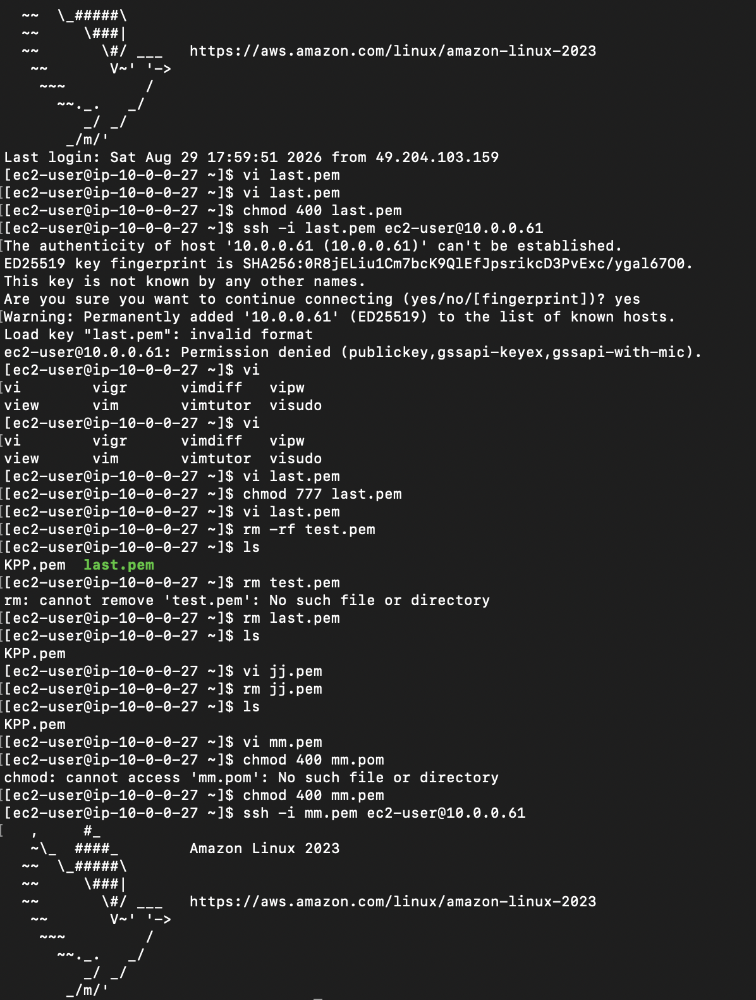 ~~  \_#####\
   ~~     \###|
   ~~       \#/ ___   https://aws.amazon.com/linux/amazon-linux-2023
    ~~       V~' '->
     ~~~         /
       ~~._.   _/
          _/ _/
        _/m/'
Last login: Sat Aug 29 17:59:51 2026 from 49.204.103.159
[ec2-user@ip-10-0-0-27 ~]$ vi last.pem
[[ec2-user@ip-10-0-0-27 ~]$ vi last.pem
[[ec2-user@ip-10-0-0-27 ~]$ chmod 400 last.pem
[[ec2-user@ip-10-0-0-27 ~]$ ssh -i last.pem ec2-user@10.0.0.61
[The authenticity of host '10.0.0.61 (10.0.0.61)' can't be established.
ED25519 key fingerprint is SHA256:0R8jELiu1Cm7bcK9QlEfJpsrikcD3PvExc/ygal67O0.
This key is not known by any other names.
Are you sure you want to continue connecting (yes/no/[fingerprint])? yes
[Warning: Permanently added '10.0.0.61' (ED25519) to the list of known hosts.
Load key "last.pem": invalid format
ec2-user@10.0.0.61: Permission denied (publickey,gssapi-keyex,gssapi-with-mic).
[ec2-user@ip-10-0-0-27 ~]$ vi
[vi        vigr      vimdiff   vipw
view      vim       vimtutor  visudo
[ec2-user@ip-10-0-0-27 ~]$ vi
[vi        vigr      vimdiff   vipw
view      vim       vimtutor  visudo
[ec2-user@ip-10-0-0-27 ~]$ vi last.pem
[[ec2-user@ip-10-0-0-27 ~]$ chmod 777 last.pem
[[ec2-user@ip-10-0-0-27 ~]$ vi last.pem
[[ec2-user@ip-10-0-0-27 ~]$ rm -rf test.pem
[[ec2-user@ip-10-0-0-27 ~]$ ls
KPP.pem  last.pem
[[ec2-user@ip-10-0-0-27 ~]$ rm test.pem
rm: cannot remove 'test.pem': No such file or directory
[[ec2-user@ip-10-0-0-27 ~]$ rm last.pem
[[ec2-user@ip-10-0-0-27 ~]$ ls
KPP.pem
[ec2-user@ip-10-0-0-27 ~]$ vi jj.pem
[[ec2-user@ip-10-0-0-27 ~]$ rm jj.pem
[[ec2-user@ip-10-0-0-27 ~]$ ls
KPP.pem
[[ec2-user@ip-10-0-0-27 ~]$ vi mm.pem
[[ec2-user@ip-10-0-0-27 ~]$ chmod 400 mm.pom
chmod: cannot access 'mm.pom': No such file or directory
[[ec2-user@ip-10-0-0-27 ~]$ chmod 400 mm.pem
[ec2-user@ip-10-0-0-27 ~]$ ssh -i mm.pem ec2-user@10.0.0.61
[   ,     #_
   ~\_  ####_        Amazon Linux 2023
  ~~  \_#####\
  ~~     \###|
  ~~       \#/ ___   https://aws.amazon.com/linux/amazon-linux-2023
   ~~       V~' '->
    ~~~         /
      ~~._.   _/
         _/ _/
       _/m/'